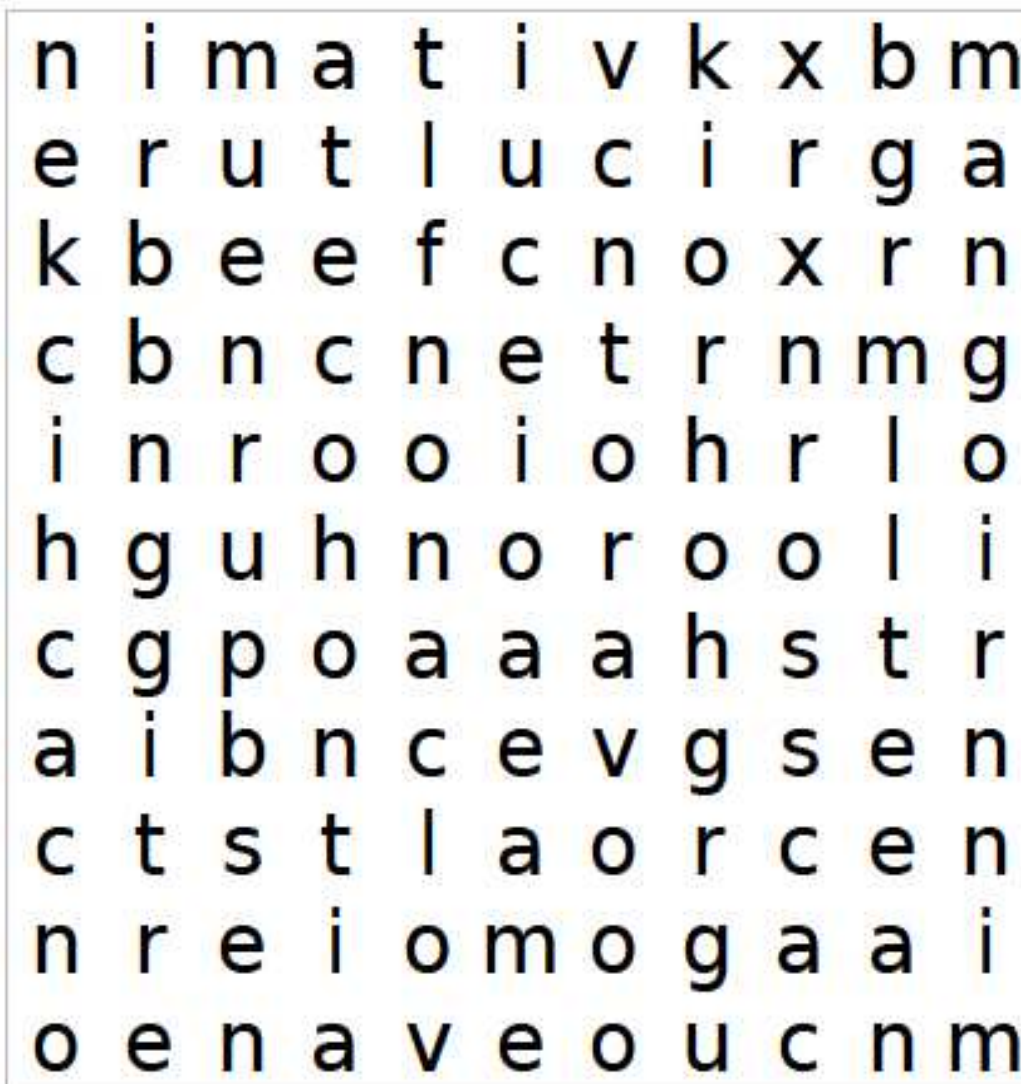 n i m a t i v k x b m
e r u t l u c i r g a
k b e e f c n o x r n
c b n c n e t r n m g
i n r o o i o h r l o
h g u h n o r o o l i
c g p o a a a h s t r
a i b n c e v g s e n
c t s t l a o r c e n
n r e i o m o g a a i
o e n a v e o u c n m